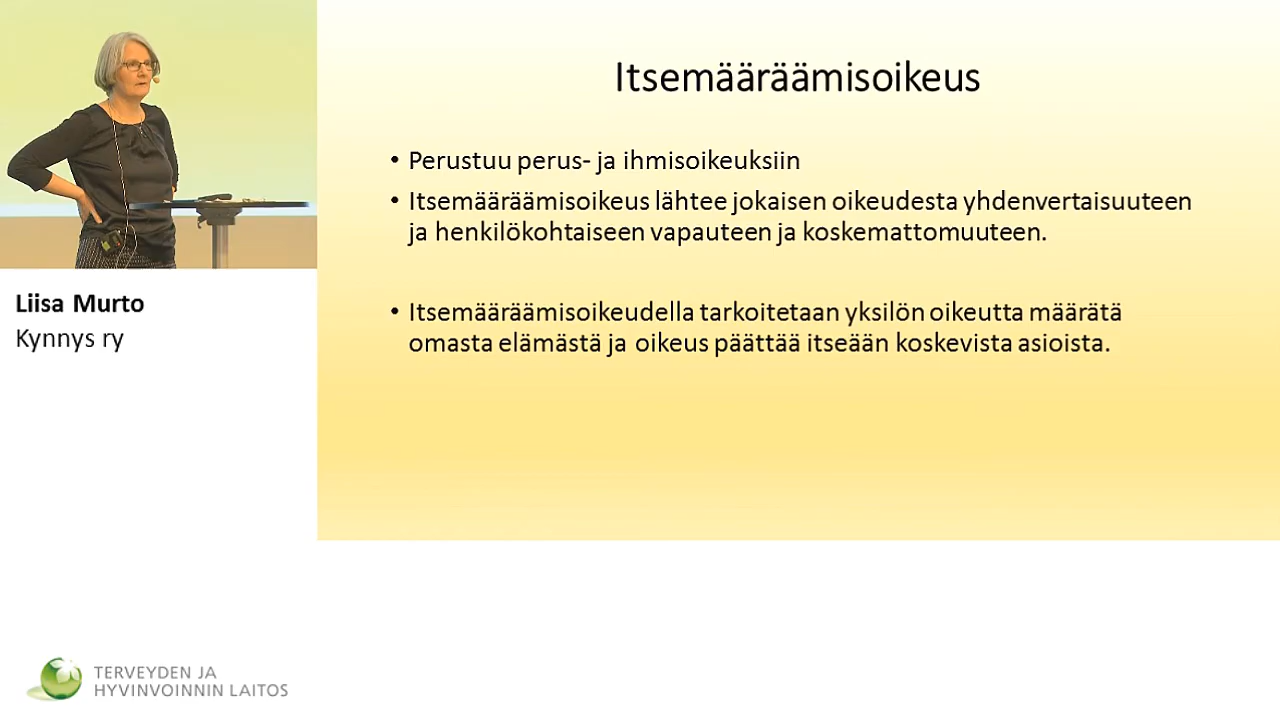 Itsemääräämisoikeus
• Perustuu perus- ja ihmisoikeuksiin
• Itsemääräämisoikeus lähtee jokaisen oikeudesta yhdenvertaisuuteen
ja henkilökohtaiseen vapauteen ja koskemattomuuteen.
• Itsemääräämisoikeudella tarkoitetaan yksilön oikeutta määrätä
omasta elämästä ja oikeus päättää itseään koskevista asioista.
Liisa Murto
Kynnys ry
TERVEYDEN JA
HYVINVOINNIN LAITOS